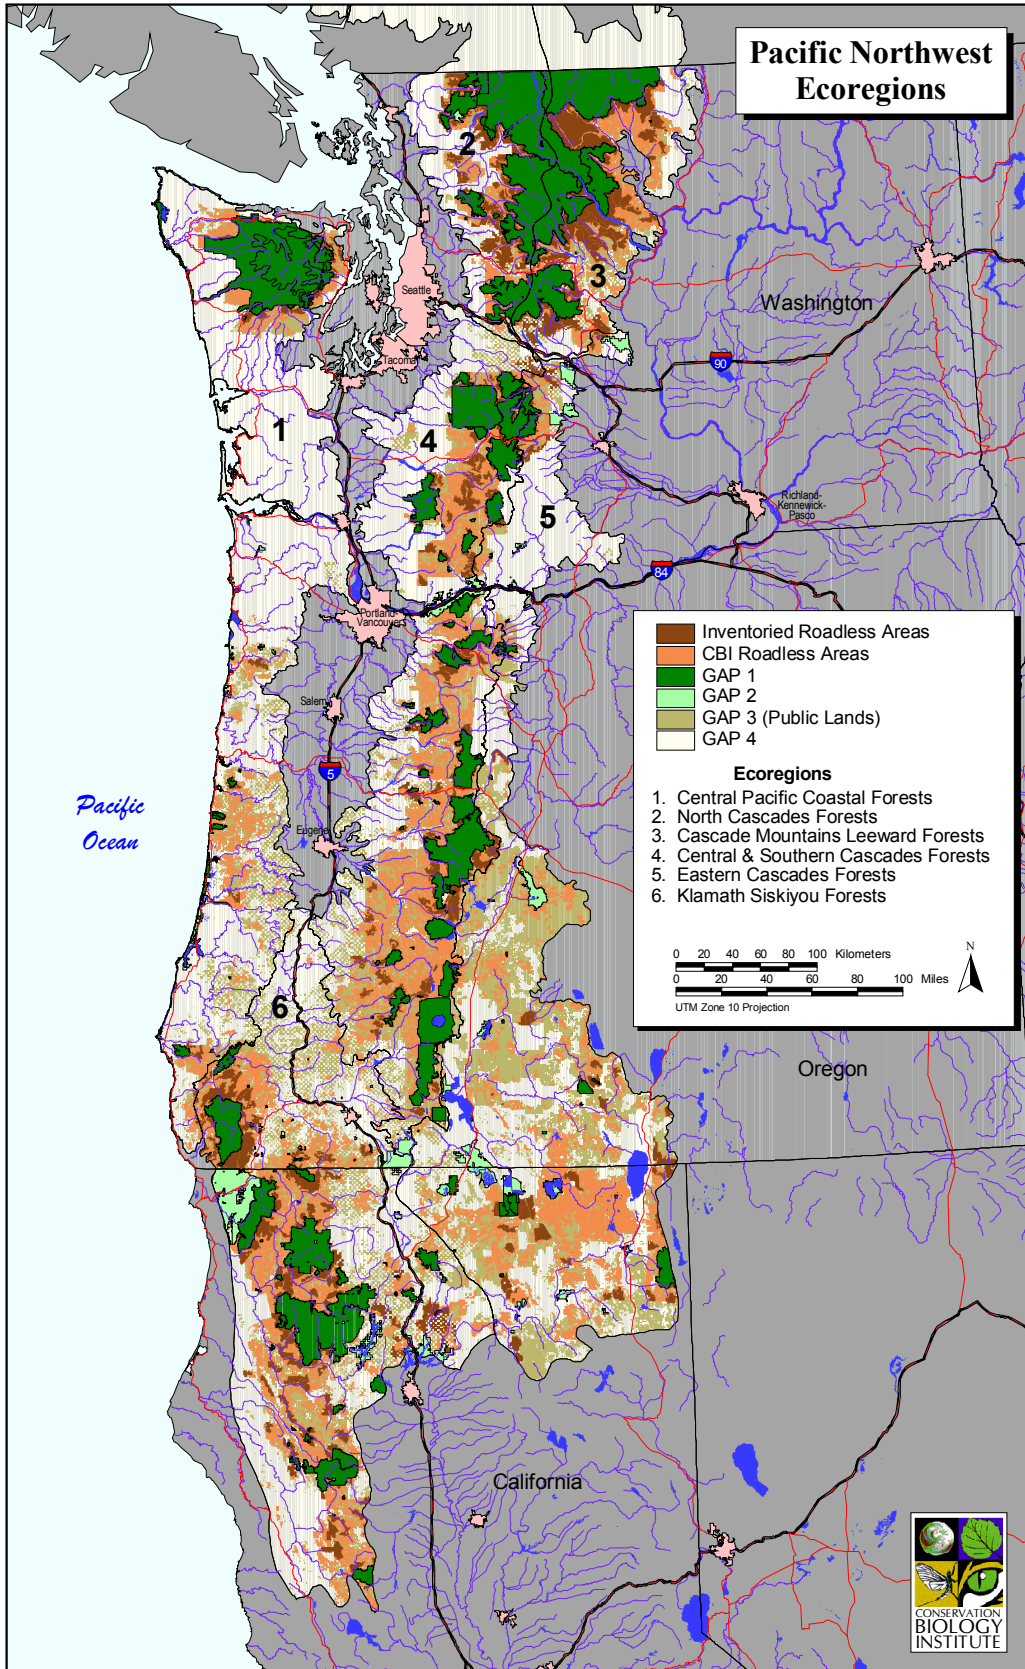 Pacific Northwest
Ecoregions
2
3
Seattle
Washington
Tacoma
90
1
4
5
Richland-
Kennewick-
Pasco
84
Portland-
Vancouver
Inventoried Roadless Areas
CBI Roadless Areas
GAP 1
GAP 2
GAP 3 (Public Lands)
GAP 4
Salem
5
Ecoregions
1. Central Pacific Coastal Forests
2. North Cascades Forests
3. Cascade Mountains Leeward Forests
4. Central & Southern Cascades Forests
5. Eastern Cascades Forests
6. Klamath Siskiyou Forests
Pacific
Ocean
Eugene
0 20 40 60 80 100 Kilometers
0 20 40 60 100 Miles
UTM Zone 10 Projection
N
6
Oregon
California
CONSERVATION
BIOLOGY
INSTITUTE